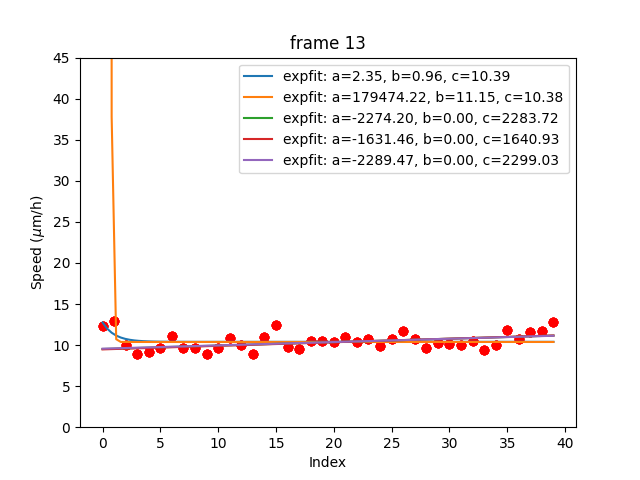 frame 13
expfit: a=2.35, b=0.96, c=10.39
expfit: a=179474.22, b=11.15, c=10.38
expfit: a=-2274.20, b=0.00, c=2283.72
expfit: a=-1631.46, b=0.00, c=1640.93
expfit: a=-2289.47, b=0.00, c=2299.03
Speed (μm/h)
45
40
35
30
25
20
15
10
5
0
0 5 10 15 20 25 30 35 40
Index